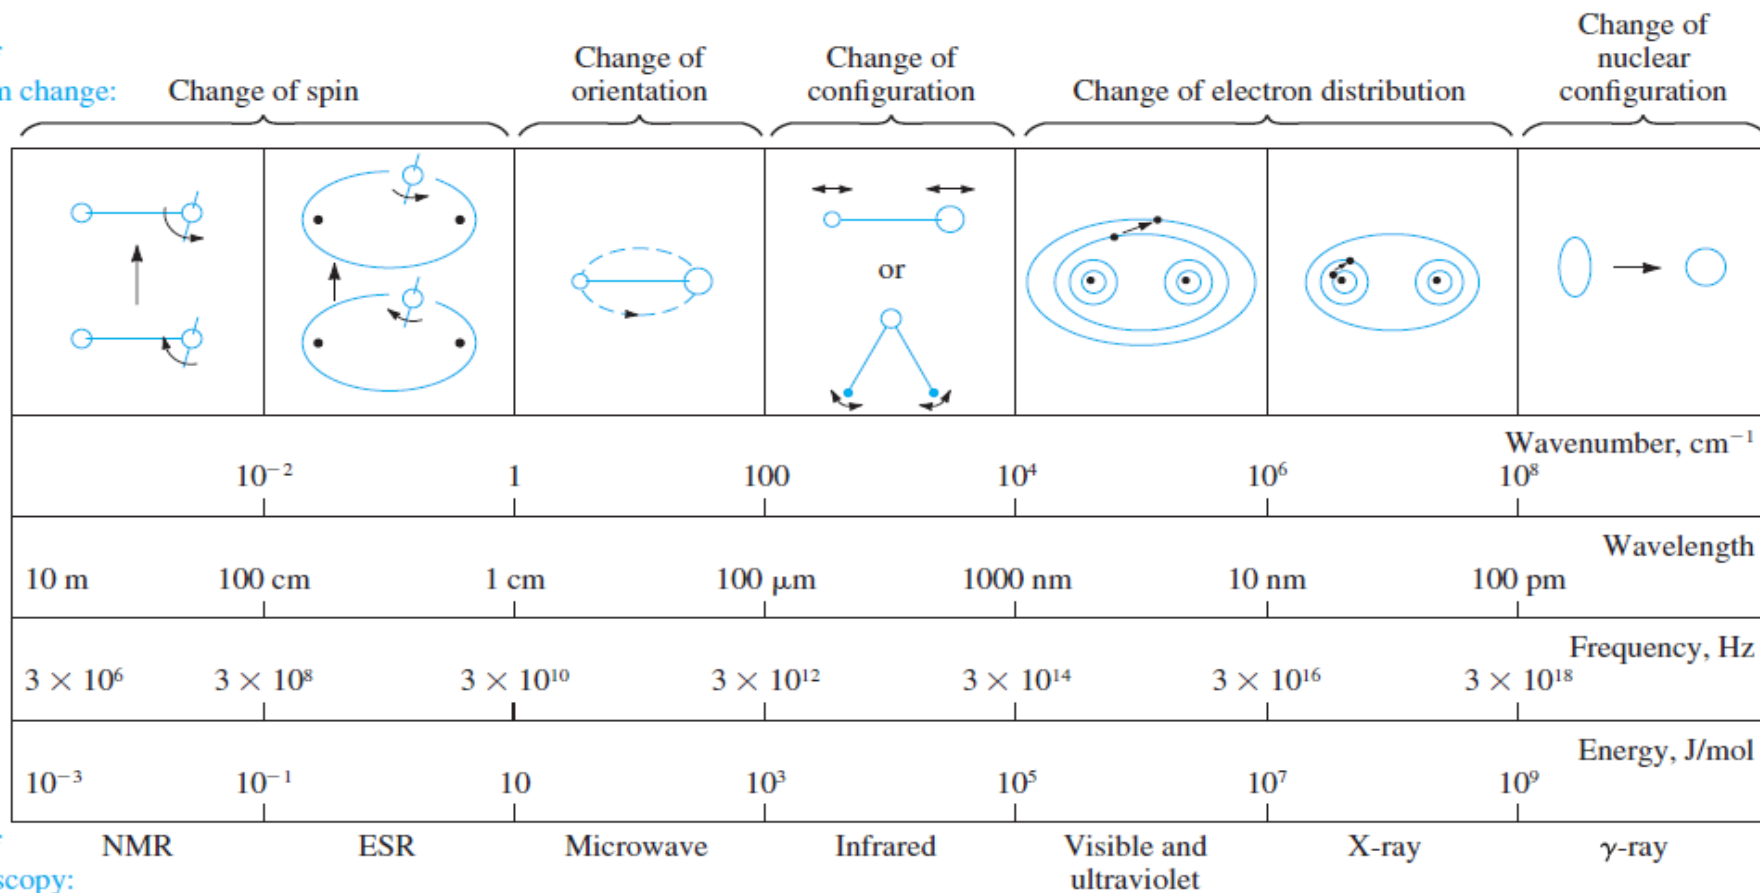 change: Change of spin
Change of
orientation
Change of
configuration
Change of electron distribution
Change of
nuclear
configuration
or
Wavenumber, cm⁻¹
10⁻² 1 100 10⁴ 10⁶ 10⁸
Wavelength
10 m 100 cm 1 cm 100 μm 1000 nm 10 nm 100 pm
Frequency, Hz
3 × 10⁶ 3 × 10⁸ 3 × 10¹⁰ 3 × 10¹² 3 × 10¹⁴ 3 × 10¹⁶ 3 × 10¹⁸
Energy, J/mol
10⁻³ 10⁻¹ 10 10³ 10⁵ 10⁷ 10⁹
NMR ESR Microwave Infrared Visible and
ultraviolet
X-ray γ-ray
scopy: